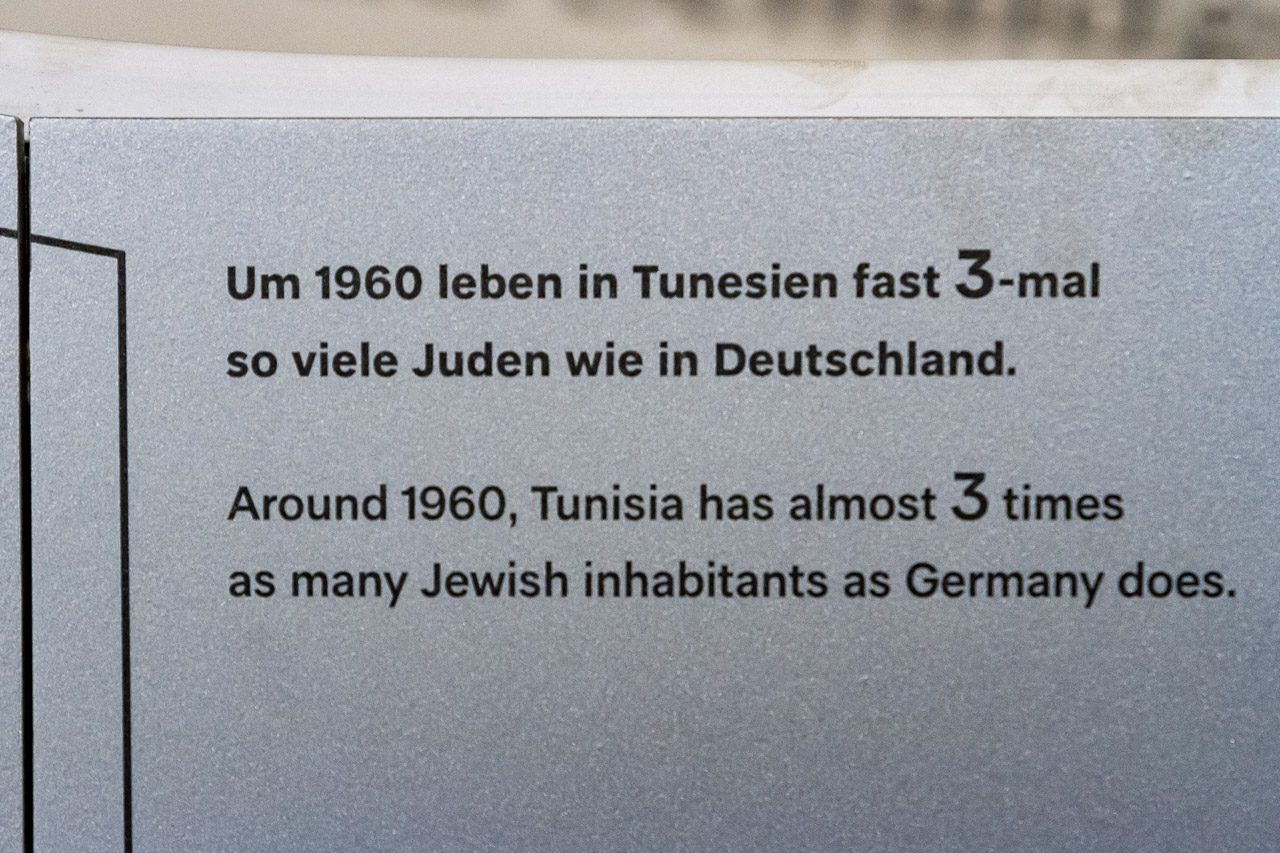 Um 1960 leben in Tunesien fast 3-mal
so viele Juden wie in Deutschland.
Around 1960, Tunisia has almost 3 times
as many Jewish inhabitants as Germany does.